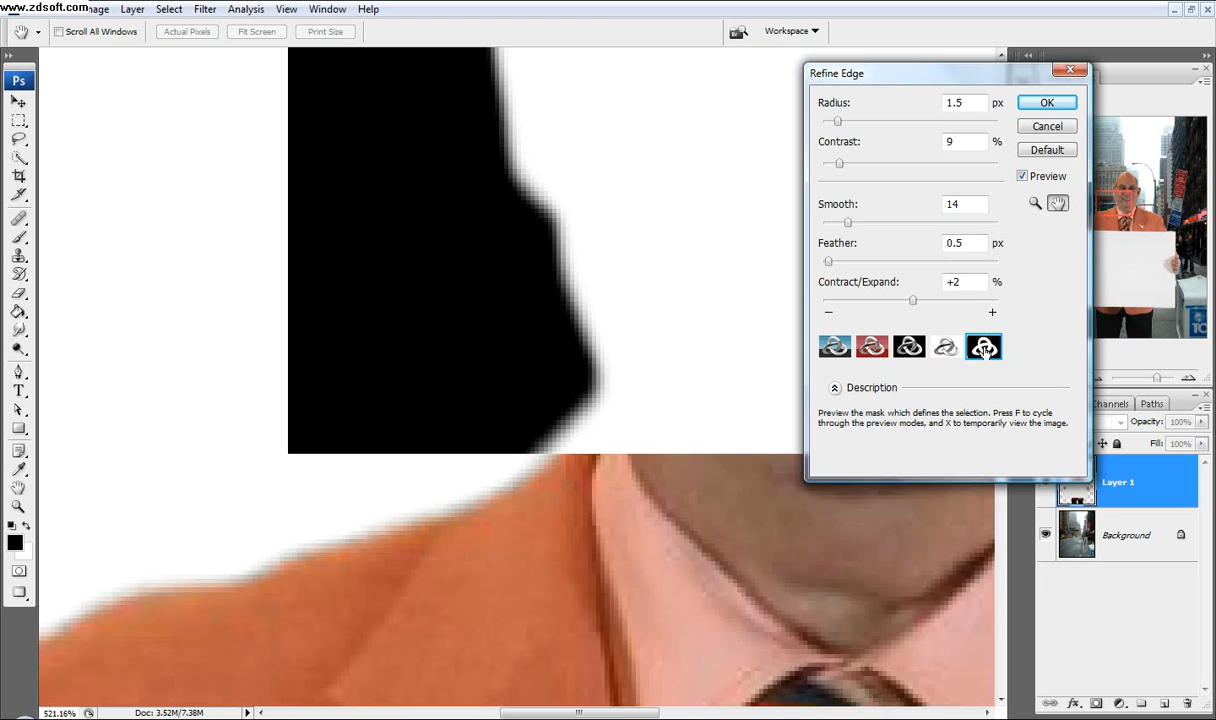 www.zdsoft.com
Image Layer Select Filter Analysis View Window Help
Scroll All Windows Actual Pixels Fit Screen Print Size Workspace
Ps
Refine Edge
Radius: 1.5 px OK
Cancel
Contrast: 9 %
Default
Preview
Smooth: 14
Feather: 0.5 px
Contract/Expand: +2 %
Description
Preview the mask which defines the selection. Press F to cycle
through the preview modes, and X to temporarily view the image.
Channels Paths
Opacity: 100%
Fill: 100%
Layer 1
Background
T
521.16% Doc: 3.52M/7.38M